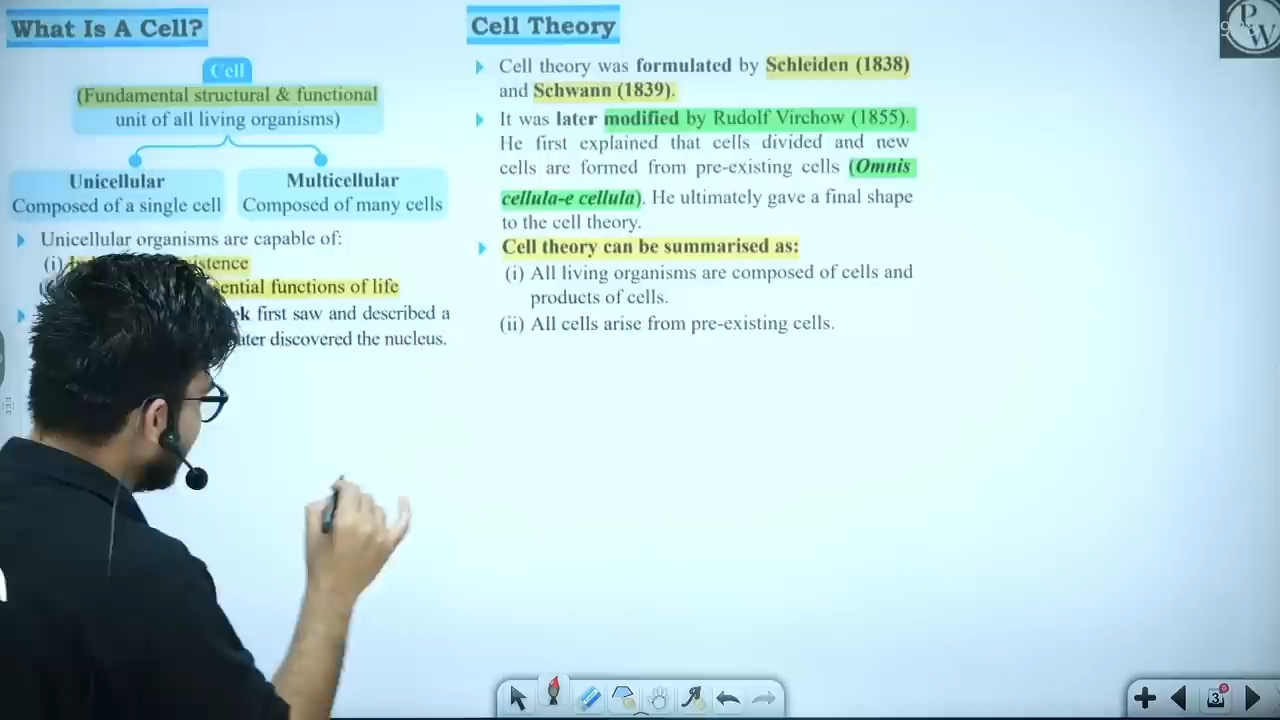 What Is A Cell?
Cell
(Fundamental structural & functional
unit of all living organisms)
Unicellular
Composed of a single cell
Multicellular
Composed of many cells
Unicellular organisms are capable of:
(i)
ential functions of life
ek first saw and described a
ater discovered the nucleus.
Cell Theory
Cell theory was formulated by Schleiden (1838)
and Schwann (1839).
It was later modified by Rudolf Virchow (1855).
He first explained that cells divided and new
cells are formed from pre-existing cells (Omnis
cellula-e cellula). He ultimately gave a final shape
to the cell theory.
Cell theory can be summarised as:
(i) All living organisms are composed of cells and
products of cells.
(ii) All cells arise from pre-existing cells.
P
W
3